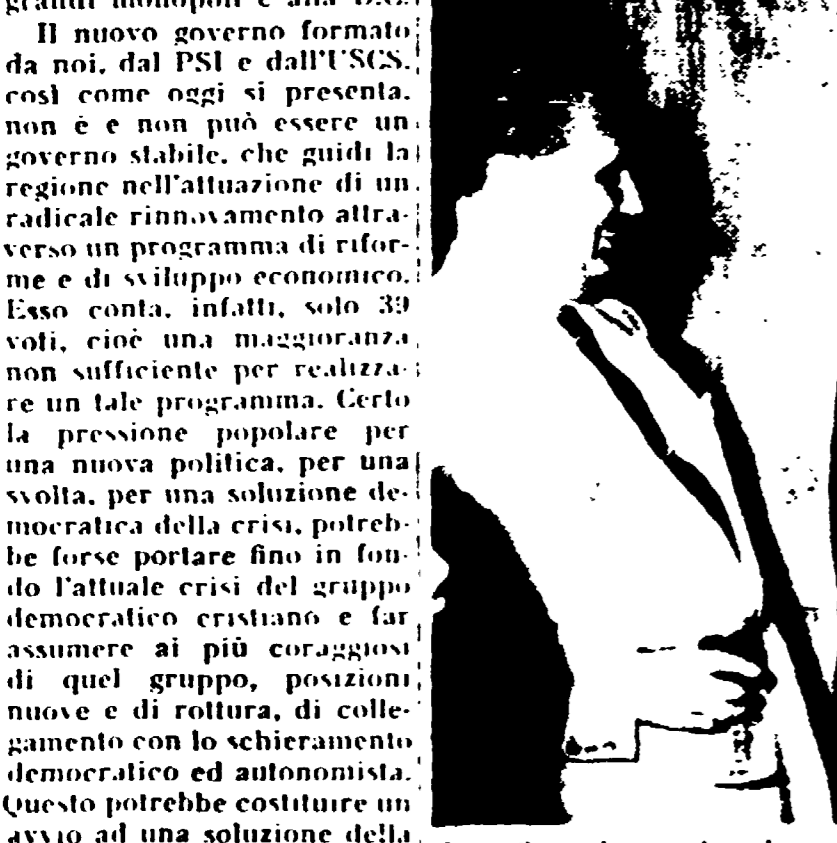 grandi monopoli e alla D.C.
Il nuovo governo formato
da noi, dal PSI e dall'USCS,
così come oggi si presenta,
non è e non può essere un
governo stabile, che guidi la
regione nell'attuazione di un
radicale rinnovamento attra-
verso un programma di rifor-
me e di sviluppo economico.
Esso conta, infatti, solo 39
voti, cioè una maggioranza
non sufficiente per realizza-
re un tale programma. Certo
la pressione popolare per
una nuova politica, per una
svolta, per una soluzione de-
mocratica della crisi, potreb-
be forse portare fino in fon-
do l'attuale crisi del gruppo
democratico cristiano e far
assumere ai più coraggiosi
di quel gruppo, posizioni
nuove e di rottura, di colle-
gamento con lo schieramento
democratico ed autonomista.
Questo potrebbe costituire un
avvio ad una soluzione della